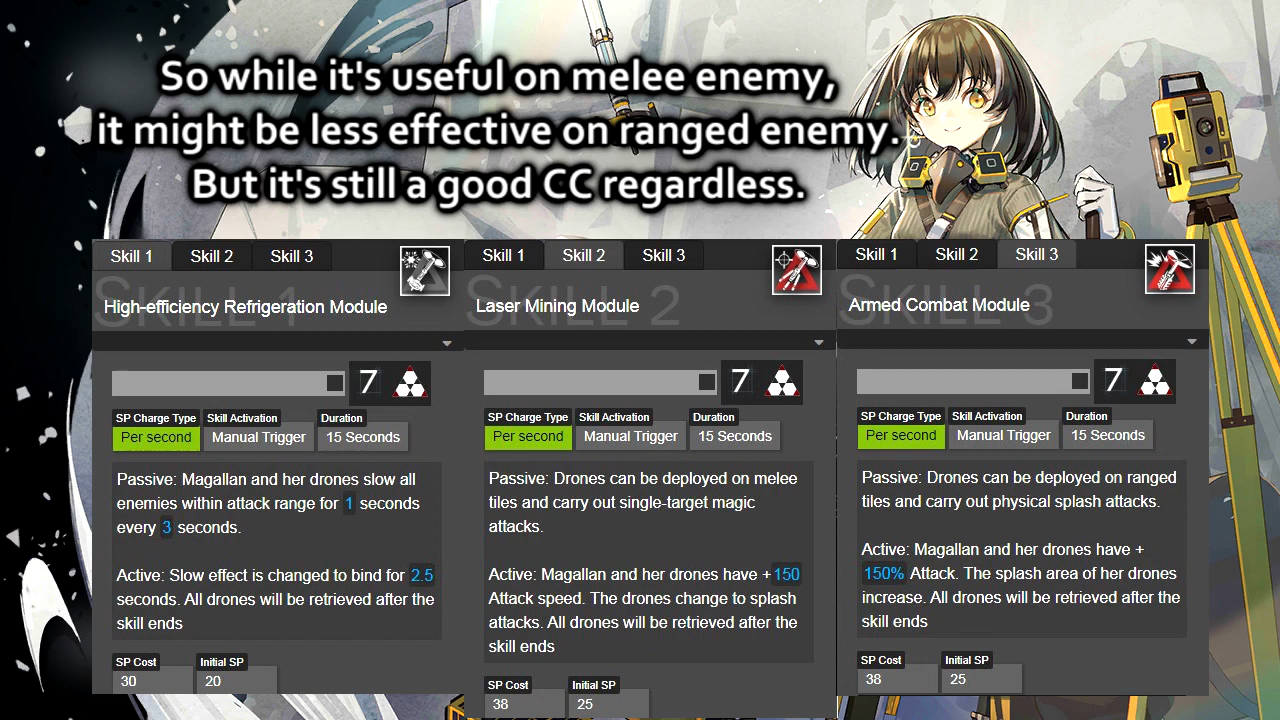 So while it's useful on melee enemy,
it might be less effective on ranged enemy.
But it's still a good CC regardless.
Skill 1 Skill 2 Skill 3
SKILL 1
High-efficiency Refrigeration Module
7
SP Charge Type Skill Activation Duration
Per second Manual Trigger 15 Seconds
Passive: Magallan and her drones slow all
enemies within attack range for 1 seconds
every 3 seconds.
Active: Slow effect is changed to bind for 2.5
seconds. All drones will be retrieved after the
skill ends
SP Cost Initial SP
30 20
Skill 1 Skill 2 Skill 3
SKILL 2
Laser Mining Module
7
SP Charge Type Skill Activation Duration
Per second Manual Trigger 15 Seconds
Passive: Drones can be deployed on melee
tiles and carry out single-target magic
attacks.
Active: Magallan and her drones have +150
Attack speed. The drones change to splash
attacks. All drones will be retrieved after the
skill ends
SP Cost Initial SP
38 25
Skill 1 Skill 2 Skill 3
SKILL 3
Armed Combat Module
7
SP Charge Type Skill Activation Duration
Per second Manual Trigger 15 Seconds
Passive: Drones can be deployed on ranged
tiles and carry out physical splash attacks.
Active: Magallan and her drones have +
150% Attack. The splash area of her drones
increase. All drones will be retrieved after the
skill ends
SP Cost Initial SP
38 25